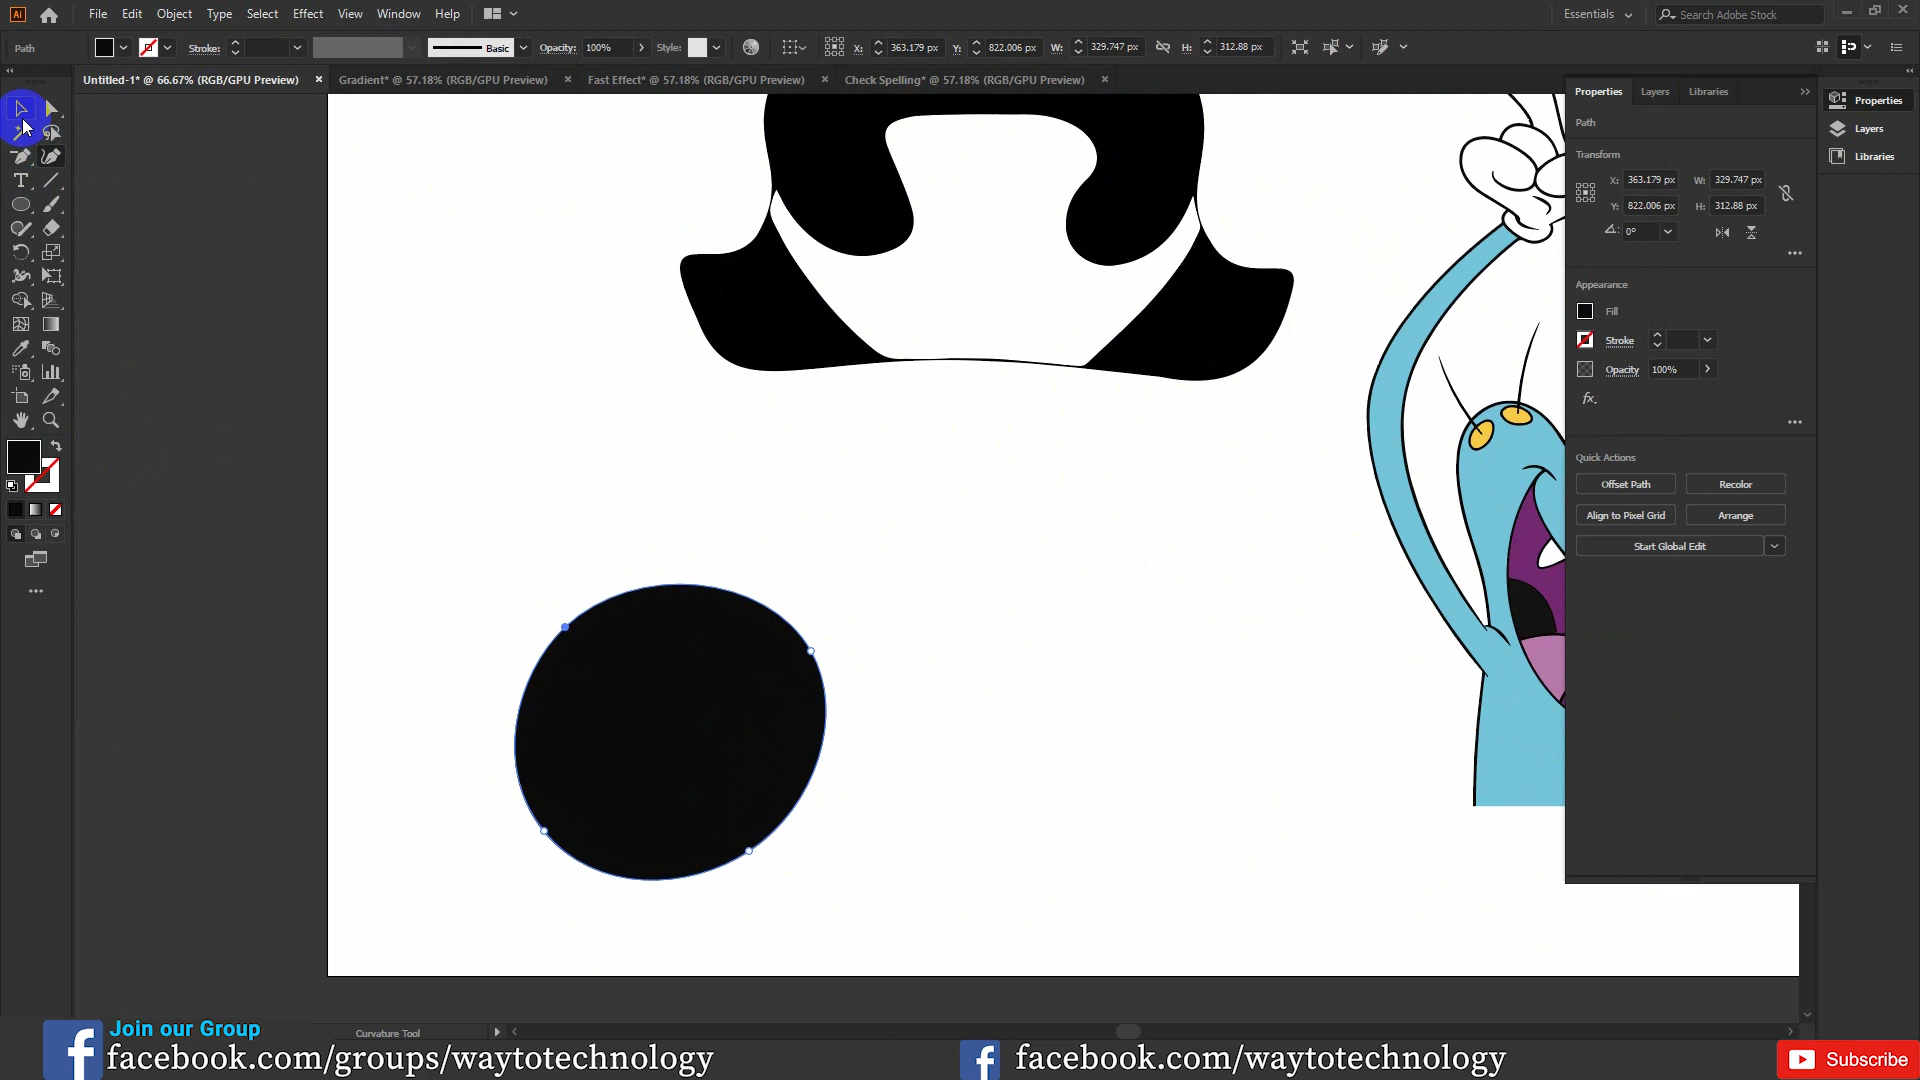 Ai File Edit Object Type Select Effect View Window Help Essentials Search Adobe Stock
Path Stroke: Basic Opacity: 100% Style: X: 363.179 px Y: 822.006 px W: 329.747 px H: 312.88 px
Untitled-1* @ 66.67% (RGB/GPU Preview) × Gradient* @ 57.18% (RGB/GPU Preview) × Fast Effect* @ 57.18% (RGB/GPU Preview) × Check Spelling* @ 57.18% (RGB/GPU Preview) ×
Properties Layers Libraries
Path
Transform
X: 363.179 px W: 329.747 px
Y: 822.006 px H: 312.88 px
0°
Appearance
Fill
Stroke
Opacity 100%
fx.
Quick Actions
Offset Path Recolor
Align to Pixel Grid Arrange
Start Global Edit
Properties
Layers
Libraries
Curvature Tool
Join our Group
facebook.com/groups/waytotechnology
facebook.com/waytotechnology
Subscribe